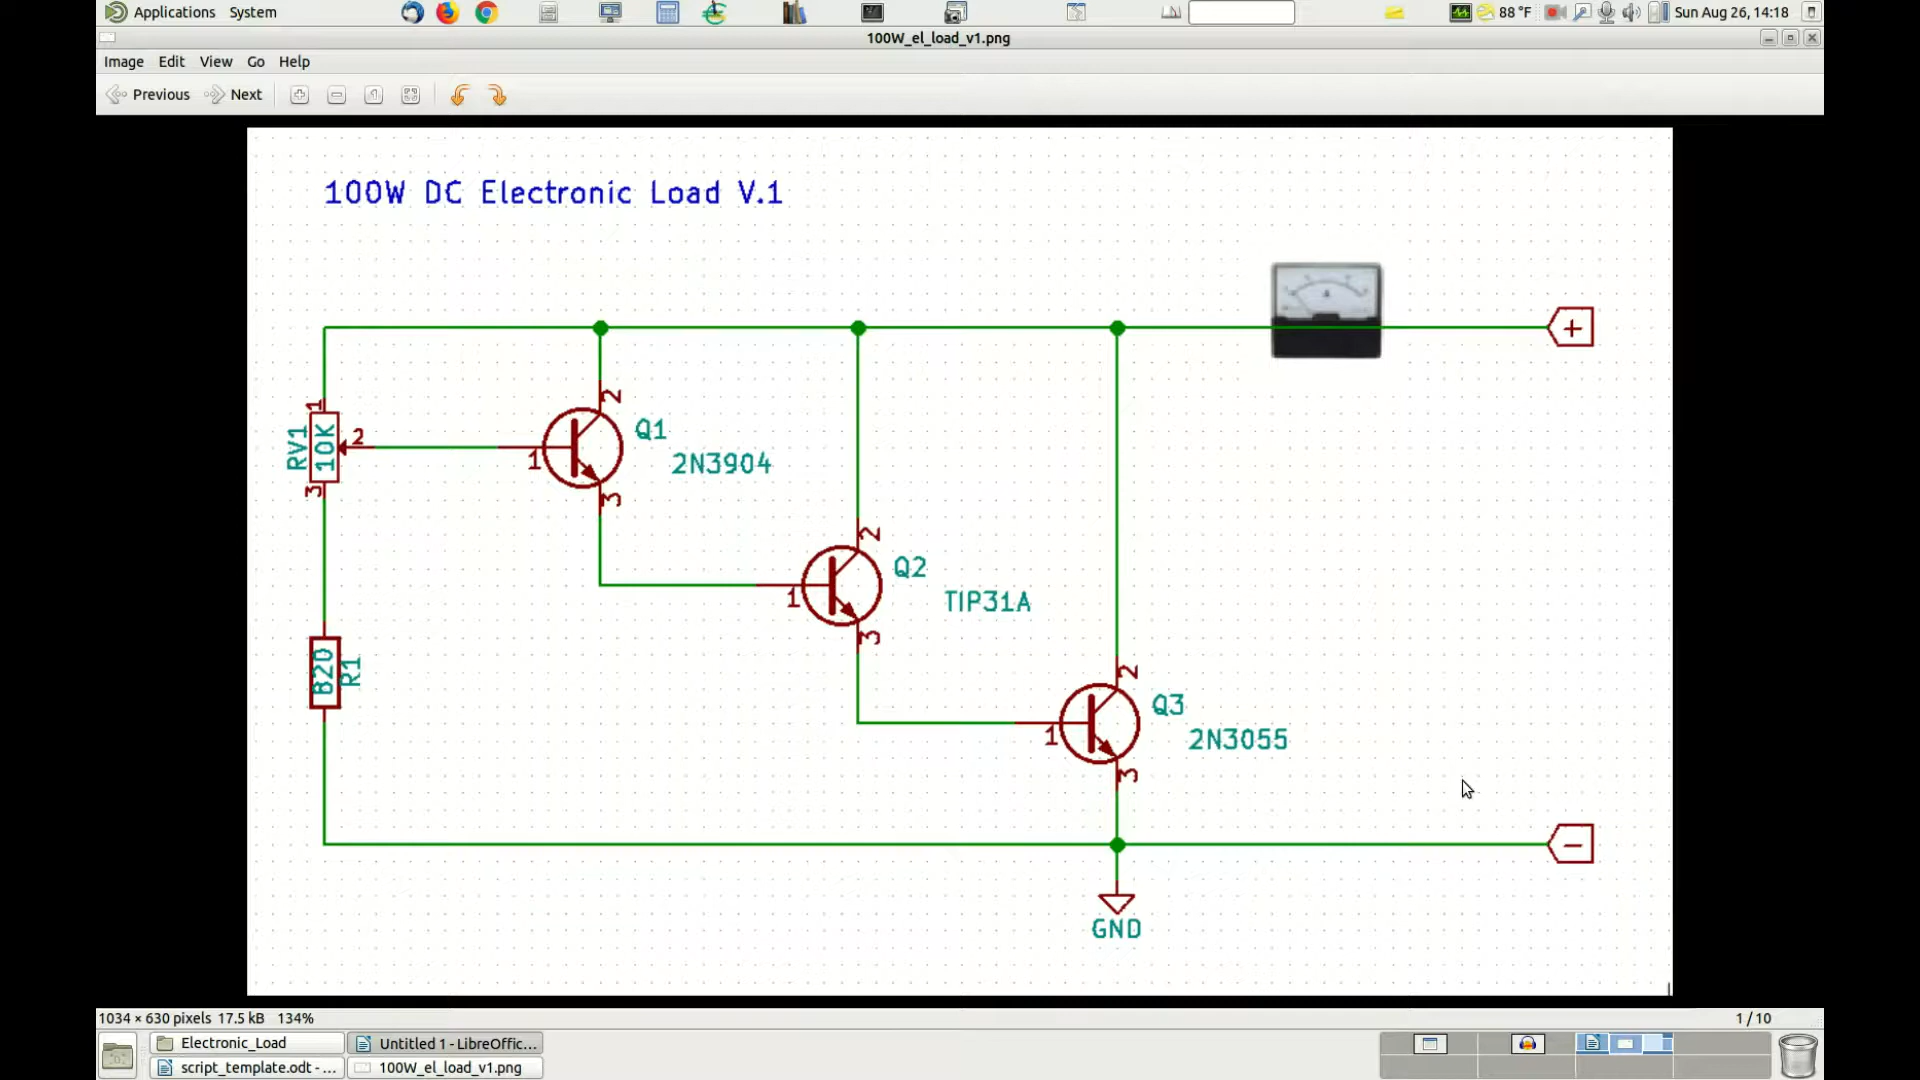 Applications System
88 °F
Sun Aug 26, 14:18
100W_el_load_v1.png
Image Edit View Go Help
Previous Next
100W DC Electronic Load V.1
+
1
RV1
10K
2
3
1
2
3
Q1
2N3904
1
2
3
Q2
TIP31A
820
R1
1
2
3
Q3
2N3055
−
GND
1034 × 630 pixels 17.5 kB 134%
1 / 10
Electronic_Load
Untitled 1 - LibreOffic...
script_template.odt - ...
100W_el_load_v1.png